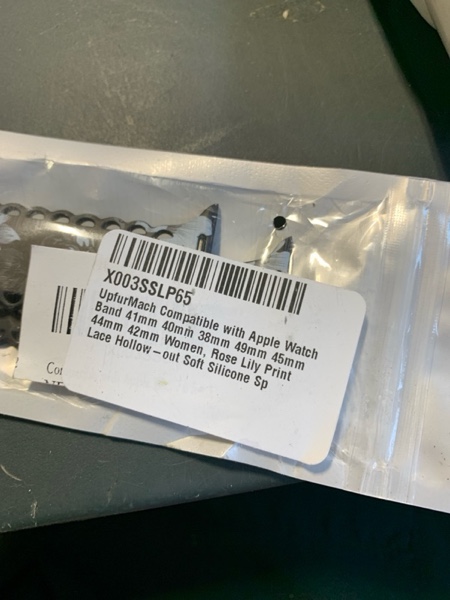 X003SSLP65
UpfurMach Compatible with Apple Watch
Band 41mm 40mm 38mm 49mm 45mm
44mm 42mm Women, Rose Lily Print
Lace Hollow-out Soft Silicone Sp